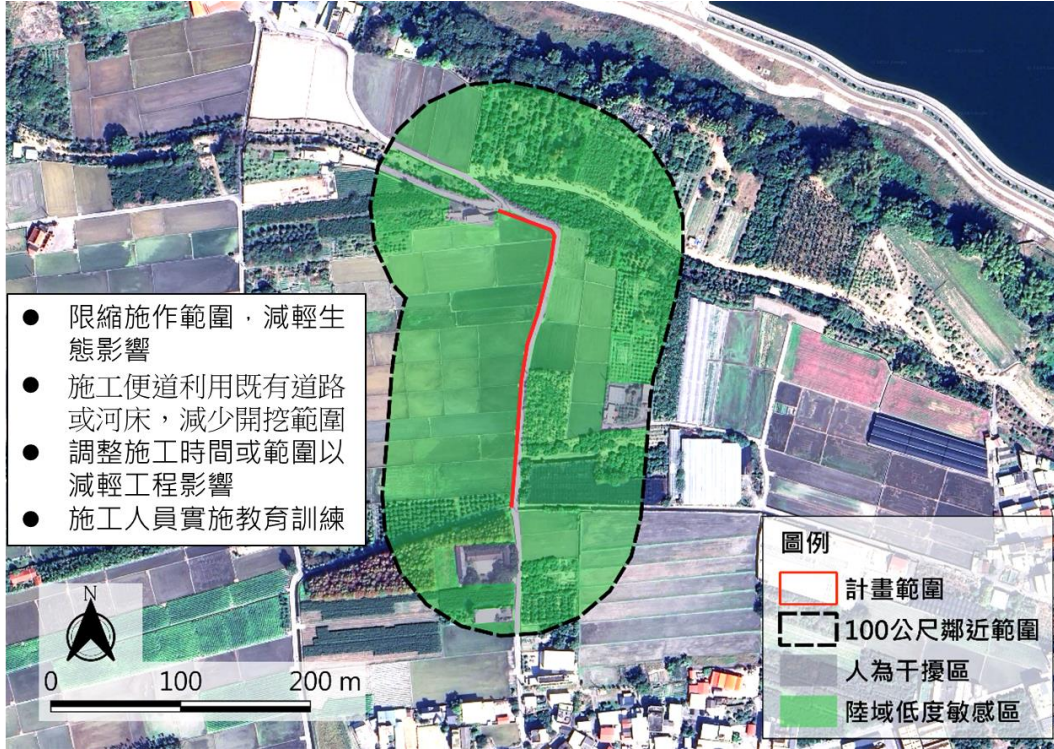 ● 限縮施作範圍，減輕生
態影響
● 施工便道利用既有道路
或河床，減少開挖範圍
● 調整施工時間或範圍以
減輕工程影響
● 施工人員實施教育訓練
N
0 100 200 m
圖例
計畫範圍
100公尺鄰近範圍
人為干擾區
陸域低度敏感區